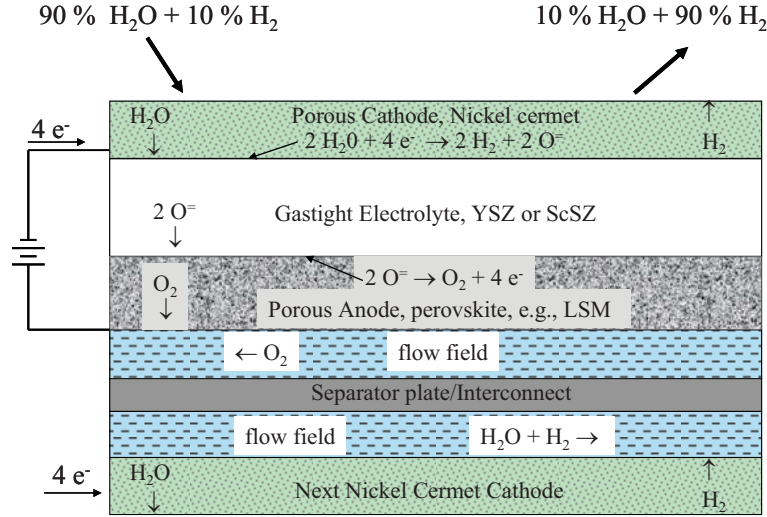 90 % H₂O + 10 % H₂
10 % H₂O + 90 % H₂
H₂O
↓
Porous Cathode, Nickel cermet
2 H₂0 + 4 e⁻ → 2 H₂ + 2 O⁼
↑
H₂
4 e⁻
2 O⁼
↓
Gastight Electrolyte, YSZ or ScSZ
2 O⁼ → O₂ + 4 e⁻
O₂
↓
Porous Anode, perovskite, e.g., LSM
← O₂
flow field
Separator plate/Interconnect
flow field
H₂O + H₂ →
4 e⁻
H₂O
↓
Next Nickel Cermet Cathode
↑
H₂